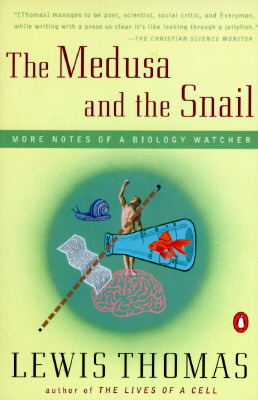 "[Thomas] manages to be poet, scientist, social critic, and Everyman,
while writing with a prose so clear it's like looking through a jellyfish."
—THE CHRISTIAN SCIENCE MONITOR
The Medusa
and the Snail
MORE NOTES OF A BIOLOGY WATCHER
LEWIS THOMAS
author of THE LIVES OF A CELL